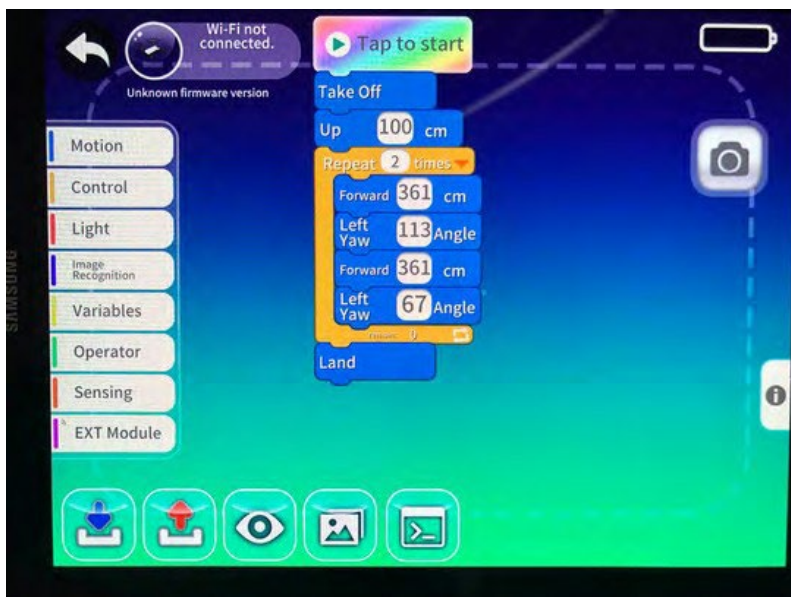 Wi-Fi not
connected.
Unknown firmware version
Tap to start
Take Off
Up 100 cm
Repeat 2 times
Forward 361 cm
Left
Yaw 113 Angle
Forward 361 cm
Left
Yaw 67 Angle
0
Land
Motion
Control
Light
Image
Recognition
Variables
Operator
Sensing
EXT Module
SAMSUNG